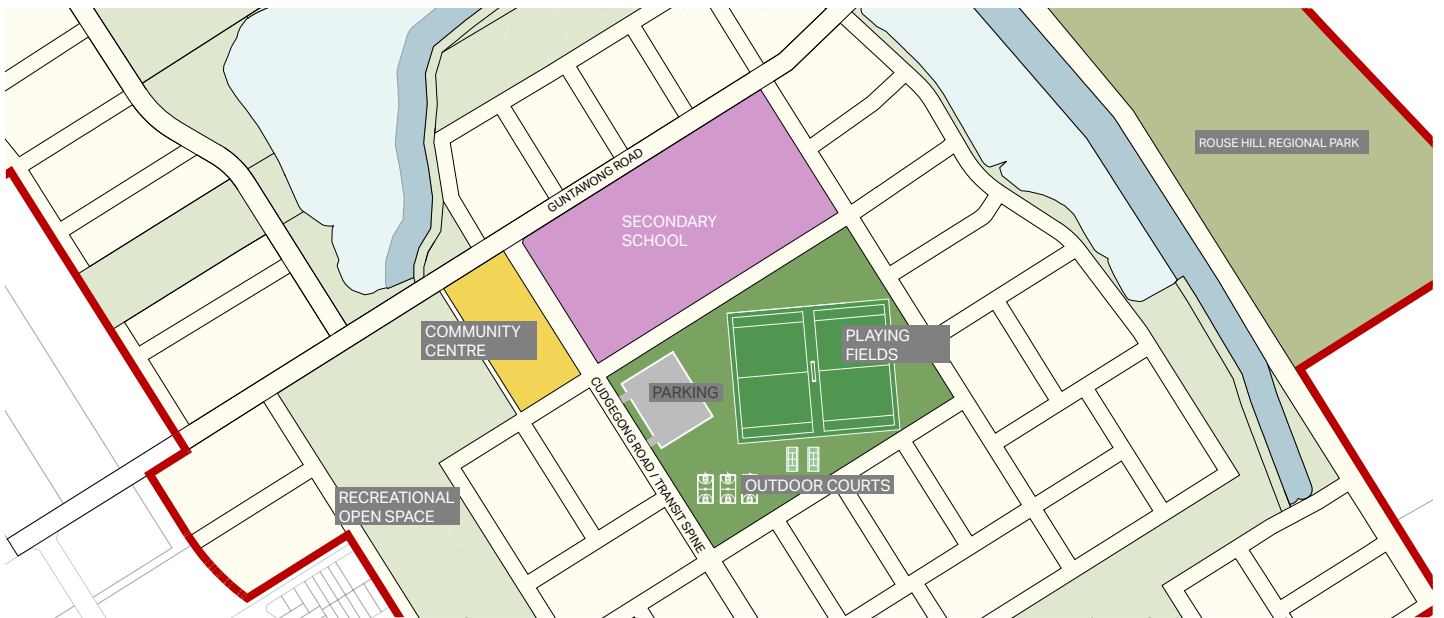 ROUSE HILL REGIONAL PARK
GUNTAWONG ROAD
SECONDARY
SCHOOL
COMMUNITY
CENTRE
PLAYING
FIELDS
PARKING
CUDGEGONG ROAD / TRANSIT SPINE
OUTDOOR COURTS
RECREATIONAL
OPEN SPACE